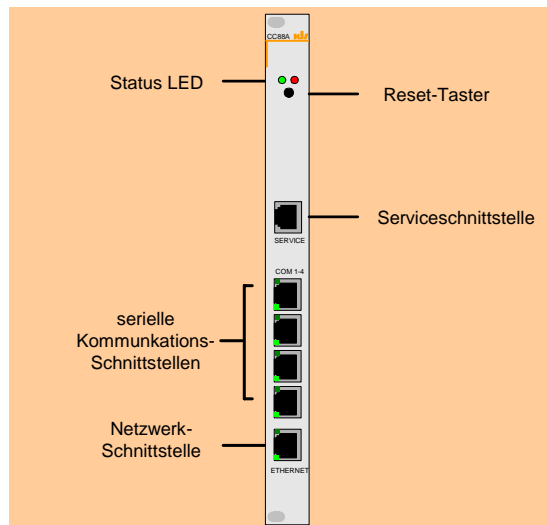 CC88A
Status LED
Reset-Taster
Serviceschnittstelle
SERVICE
COM 1-4
serielle
Kommunkations-
Schnittstellen
Netzwerk-
Schnittstelle
ETHERNET